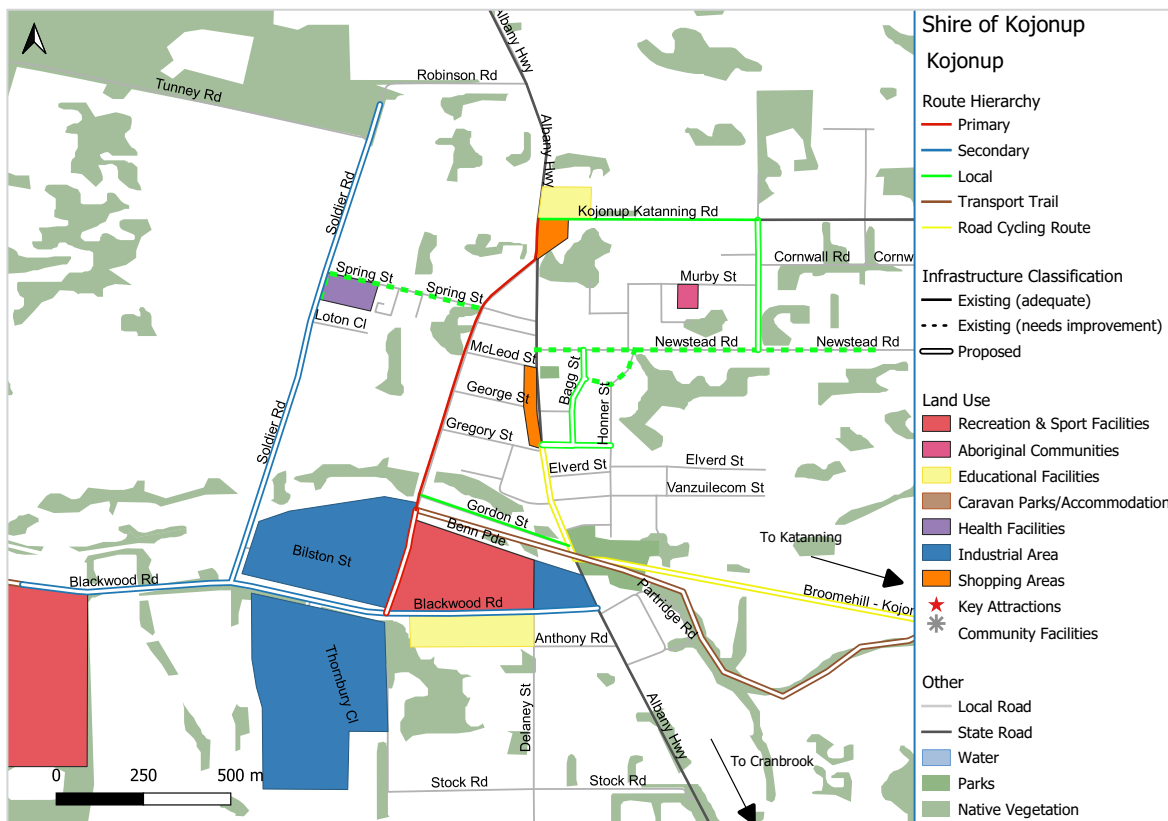 Shire of Kojonup
Kojonup
Route Hierarchy
Primary
Secondary
Local
Transport Trail
Road Cycling Route
Infrastructure Classification
Existing (adequate)
Existing (needs improvement)
Proposed
Land Use
Recreation & Sport Facilities
Aboriginal Communities
Educational Facilities
Caravan Parks/Accommodation
Health Facilities
Industrial Area
Shopping Areas
Key Attractions
Community Facilities
Other
Local Road
State Road
Water
Parks
Native Vegetation
Albany Hwy
Robinson Rd
Tunney Rd
Albany Hwy
Soldier Rd
Kojonup Katanning Rd
Cornwall Rd
Cornw
Spring St
Spring St
Murby St
Loton Cl
Newstead Rd
Newstead Rd
McLeod St
Bagg St
George St
Honner St
Soldier Rd
Gregory St
Elverd St
Elverd St
Vanzuilecom St
Gordon St
Benn Pde
To Katanning
Bilston St
Blackwood Rd
Blackwood Rd
Partridge Rd
Broomehill - Kojon
Anthony Rd
Thornbury Cl
Delaney St
Albany Hwy
To Cranbrook
Stock Rd
Stock Rd
0 250 500 m